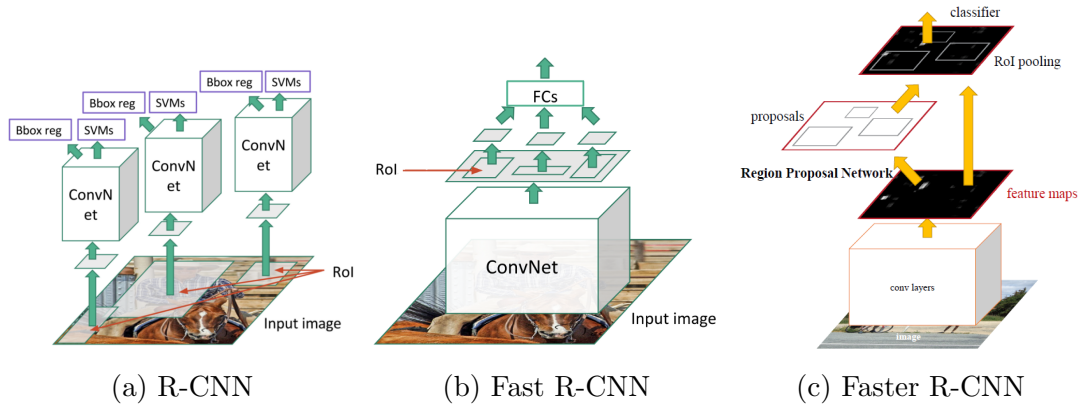 Bbox reg
SVMs
Bbox reg
SVMs
Bbox reg
SVMs
ConvN
et
ConvN
et
ConvN
et
RoI
Input image
(a) R-CNN
FCs
RoI
ConvNet
Input image
(b) Fast R-CNN
classifier
RoI pooling
proposals
Region Proposal Network
feature maps
conv layers
image
(c) Faster R-CNN